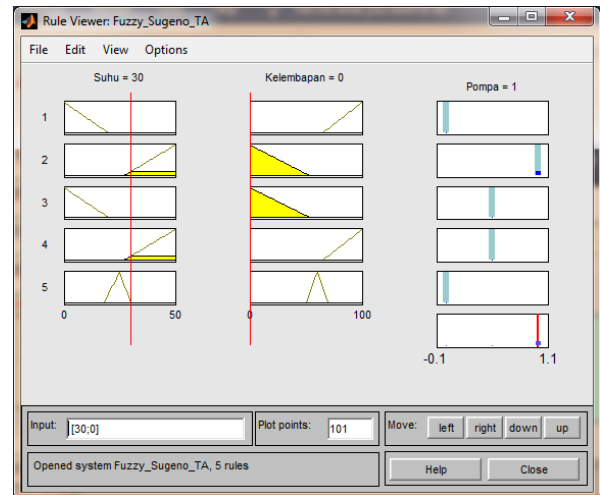 Rule Viewer: Fuzzy_Sugeno_TA
File Edit View Options
Suhu = 30 Kelembapan = 0 Pompa = 1
1
2
3
4
5
0 50 0 100
-0.1 1.1
Input: [30;0] Plot points: 101 Move: left right down up
Opened system Fuzzy_Sugeno_TA, 5 rules Help Close